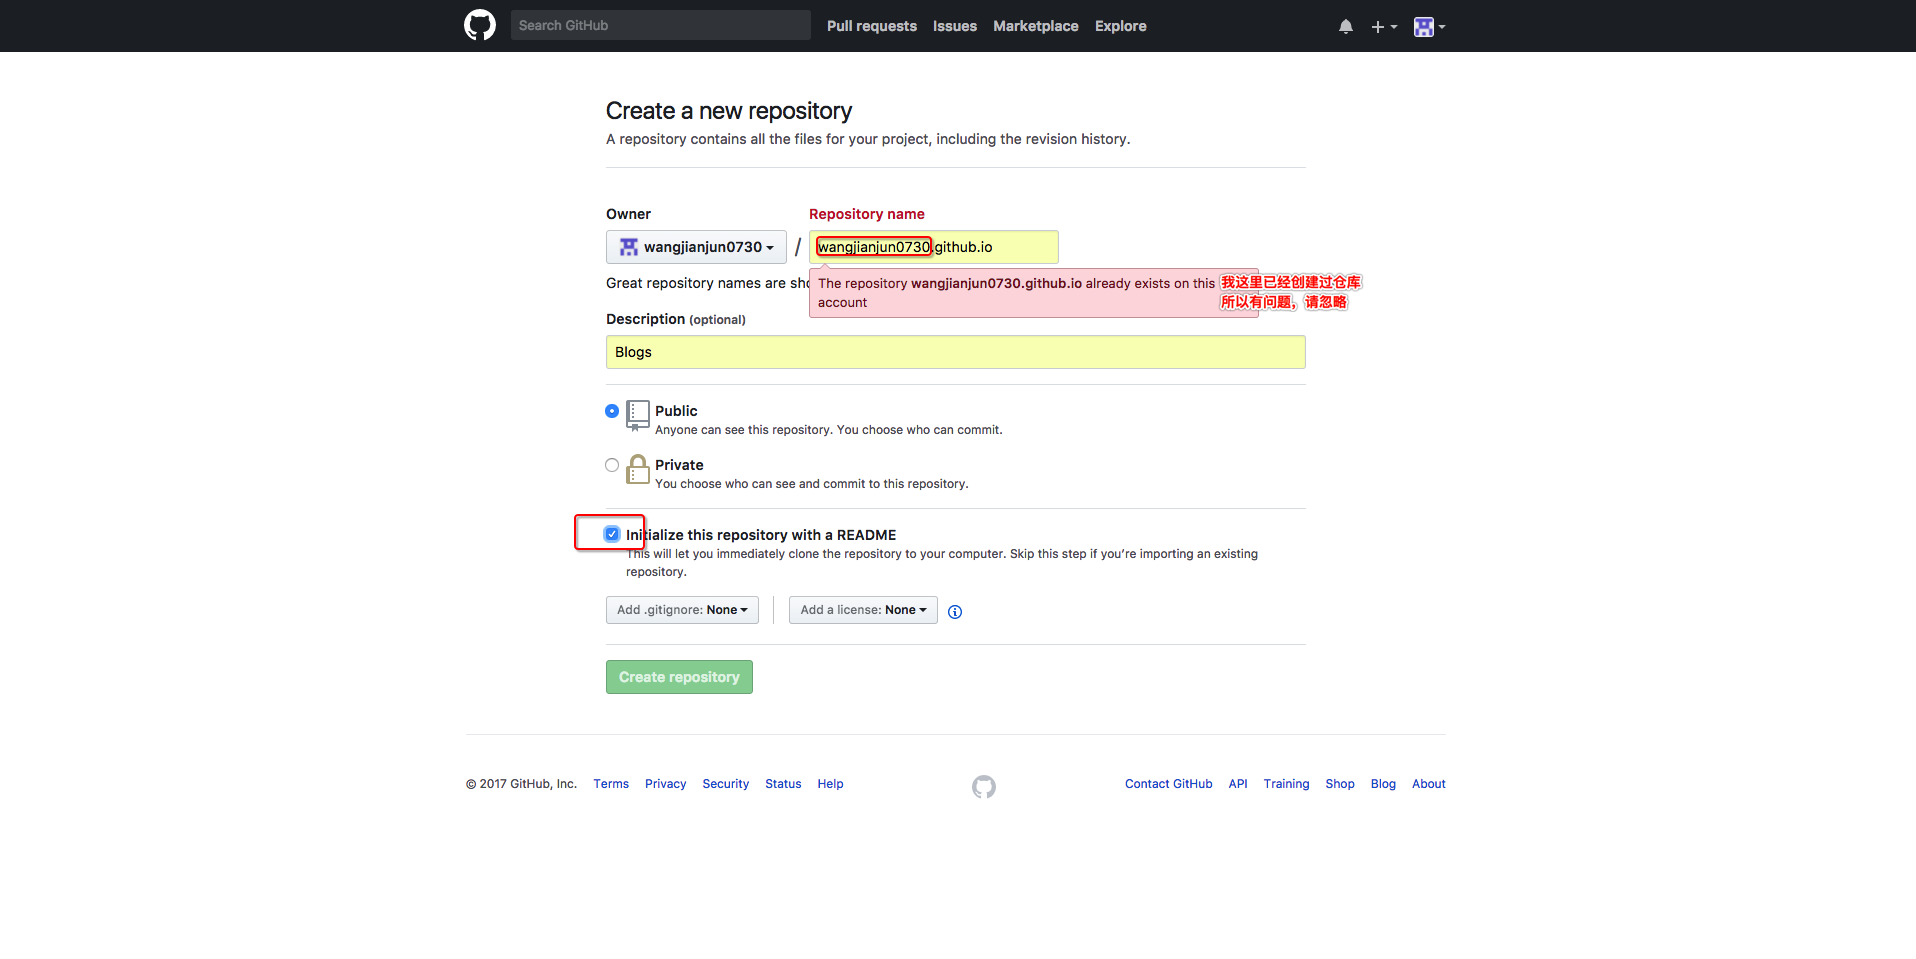 Search GitHub
Pull requests Issues Marketplace Explore
Create a new repository
A repository contains all the files for your project, including the revision history.
Owner
Repository name
wangjianjun0730 / wangjianjun0730.github.io
Great repository names are sho
The repository wangjianjun0730.github.io already exists on this
account
我这里已经创建过仓库
所以有问题，请忽略
Description (optional)
Blogs
Public
Anyone can see this repository. You choose who can commit.
Private
You choose who can see and commit to this repository.
Initialize this repository with a README
This will let you immediately clone the repository to your computer. Skip this step if you’re importing an existing
repository.
Add .gitignore: None Add a license: None
Create repository
© 2017 GitHub, Inc. Terms Privacy Security Status Help Contact GitHub API Training Shop Blog About